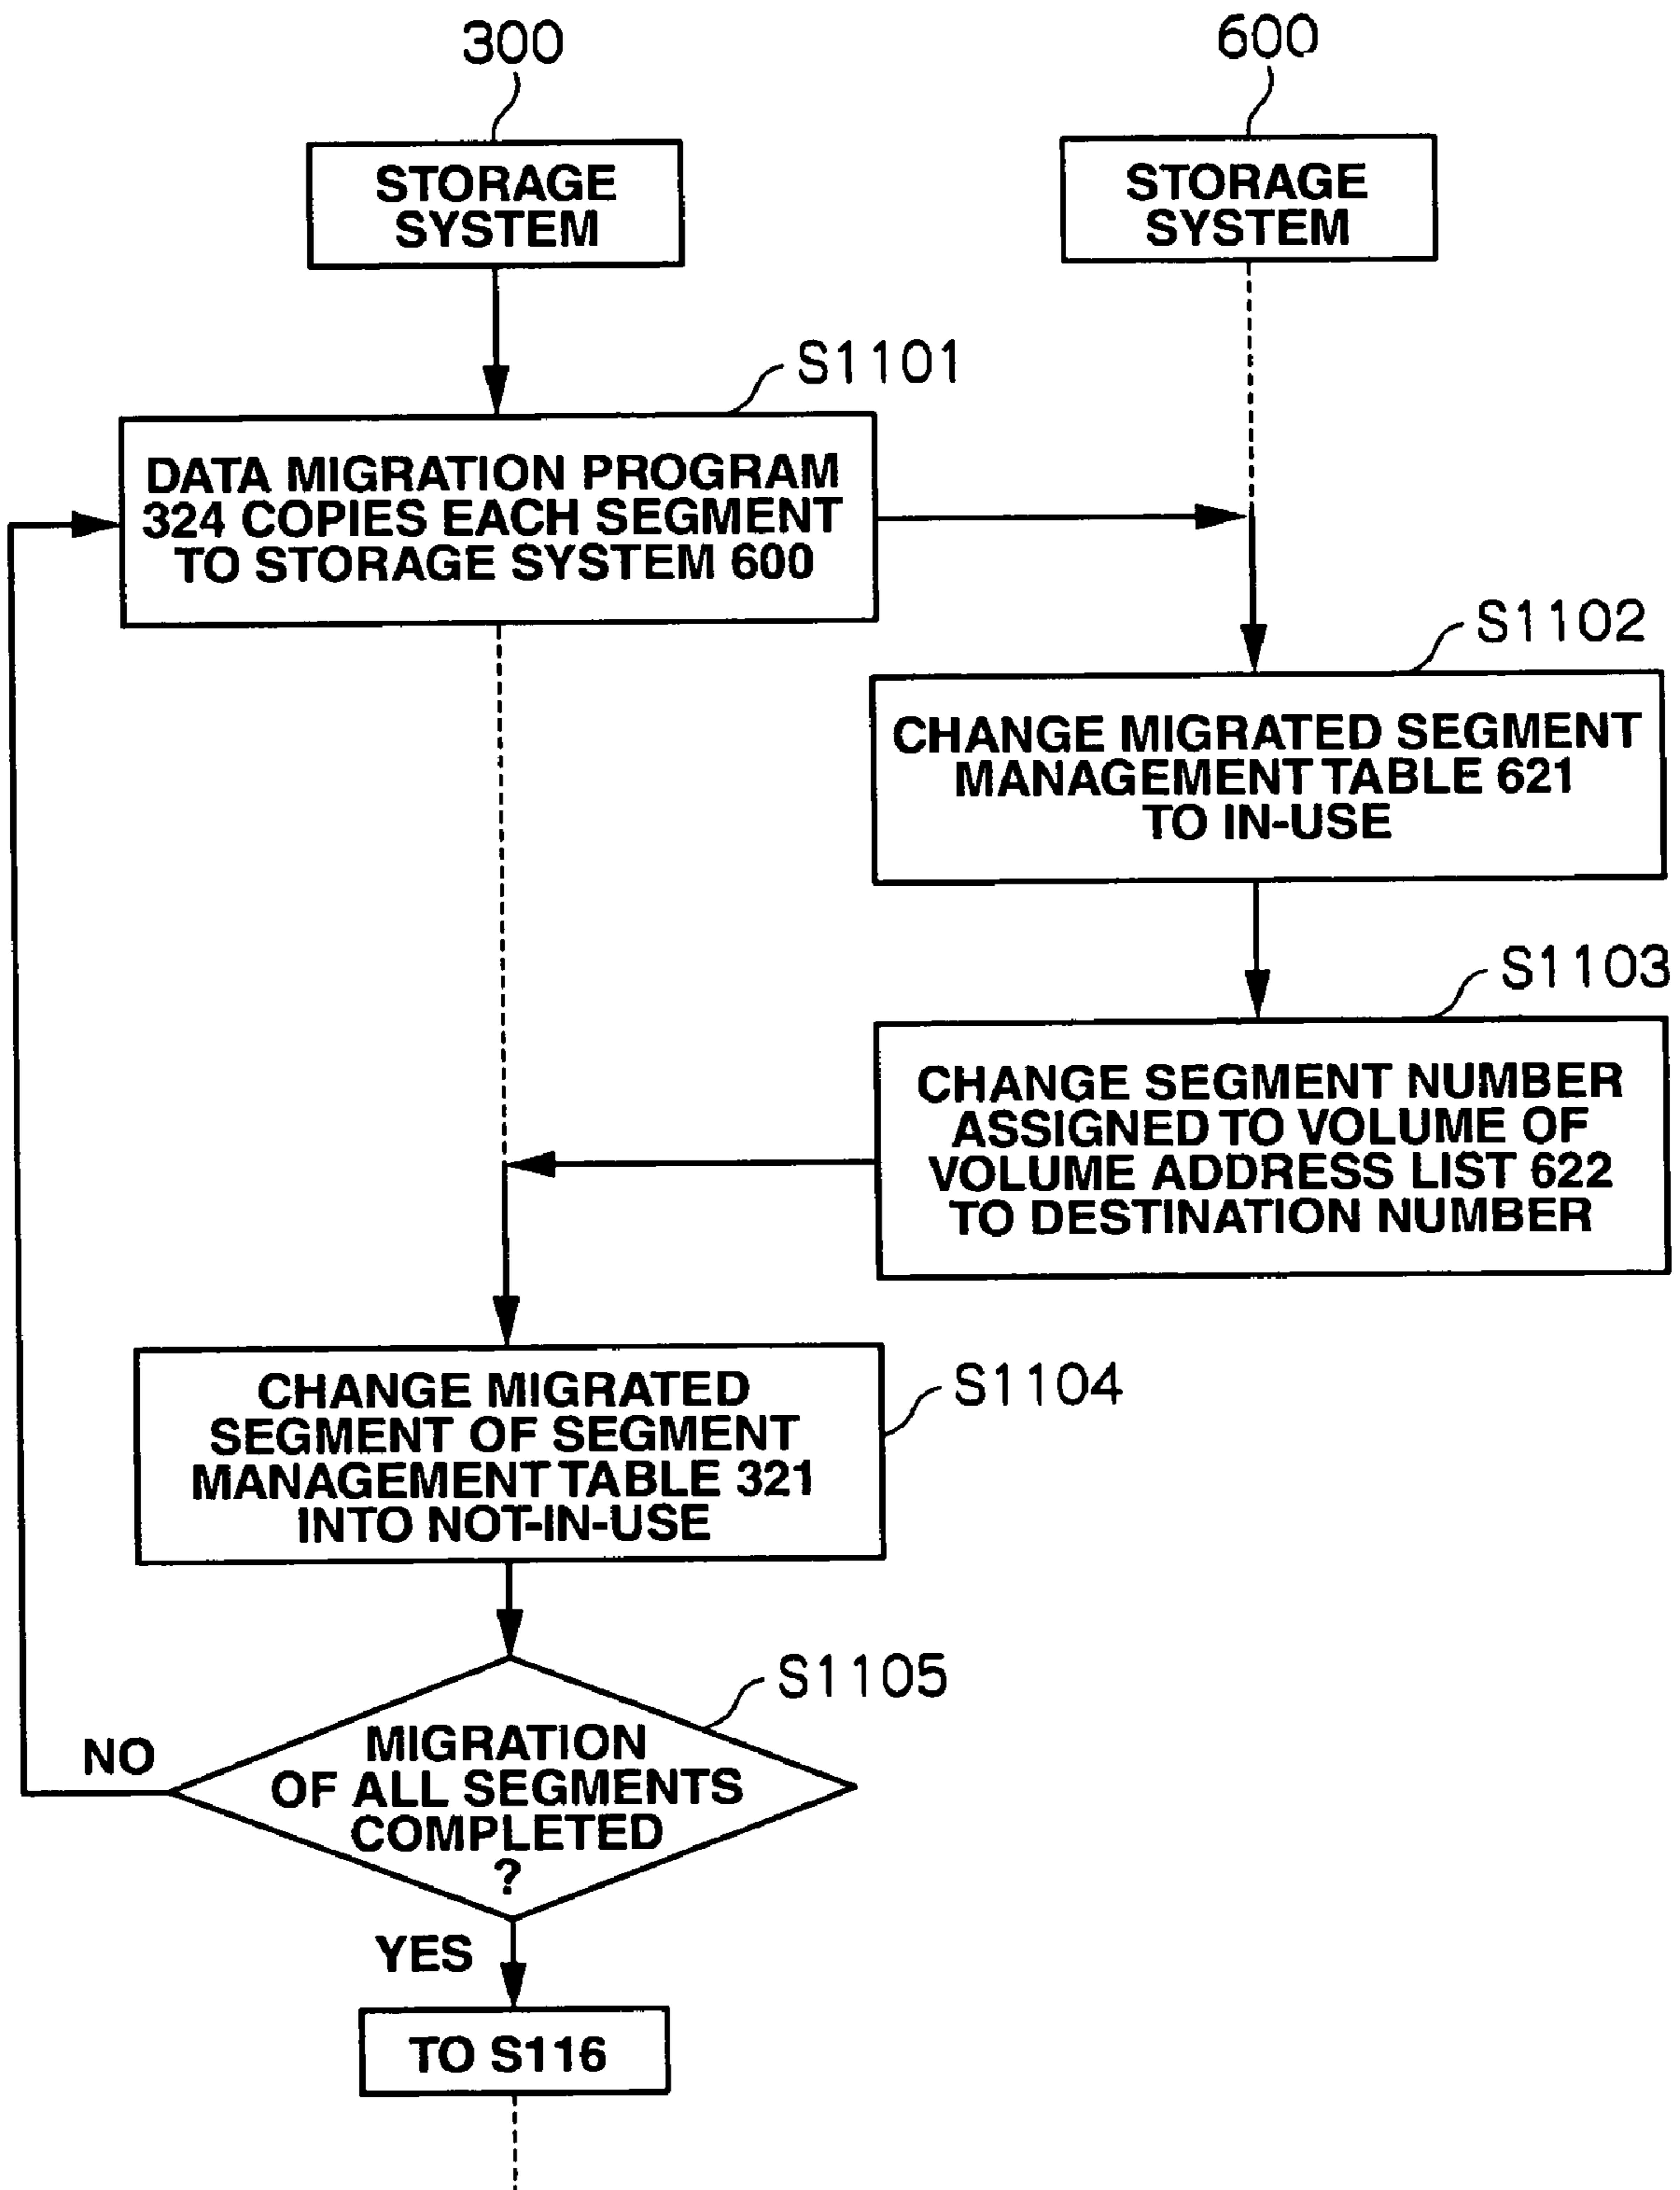 300
600
STORAGE
SYSTEM
STORAGE
SYSTEM
S1101
DATA MIGRATION PROGRAM
324 COPIES EACH SEGMENT
TO STORAGE SYSTEM 600
S1102
CHANGE MIGRATED SEGMENT
MANAGEMENT TABLE 621
TO IN-USE
S1103
CHANGE SEGMENT NUMBER
ASSIGNED TO VOLUME OF
VOLUME ADDRESS LIST 622
TO DESTINATION NUMBER
S1104
CHANGE MIGRATED
SEGMENT OF SEGMENT
MANAGEMENT TABLE 321
INTO NOT-IN-USE
S1105
MIGRATION
OF ALL SEGMENTS
COMPLETED
?
NO
YES
TO S116